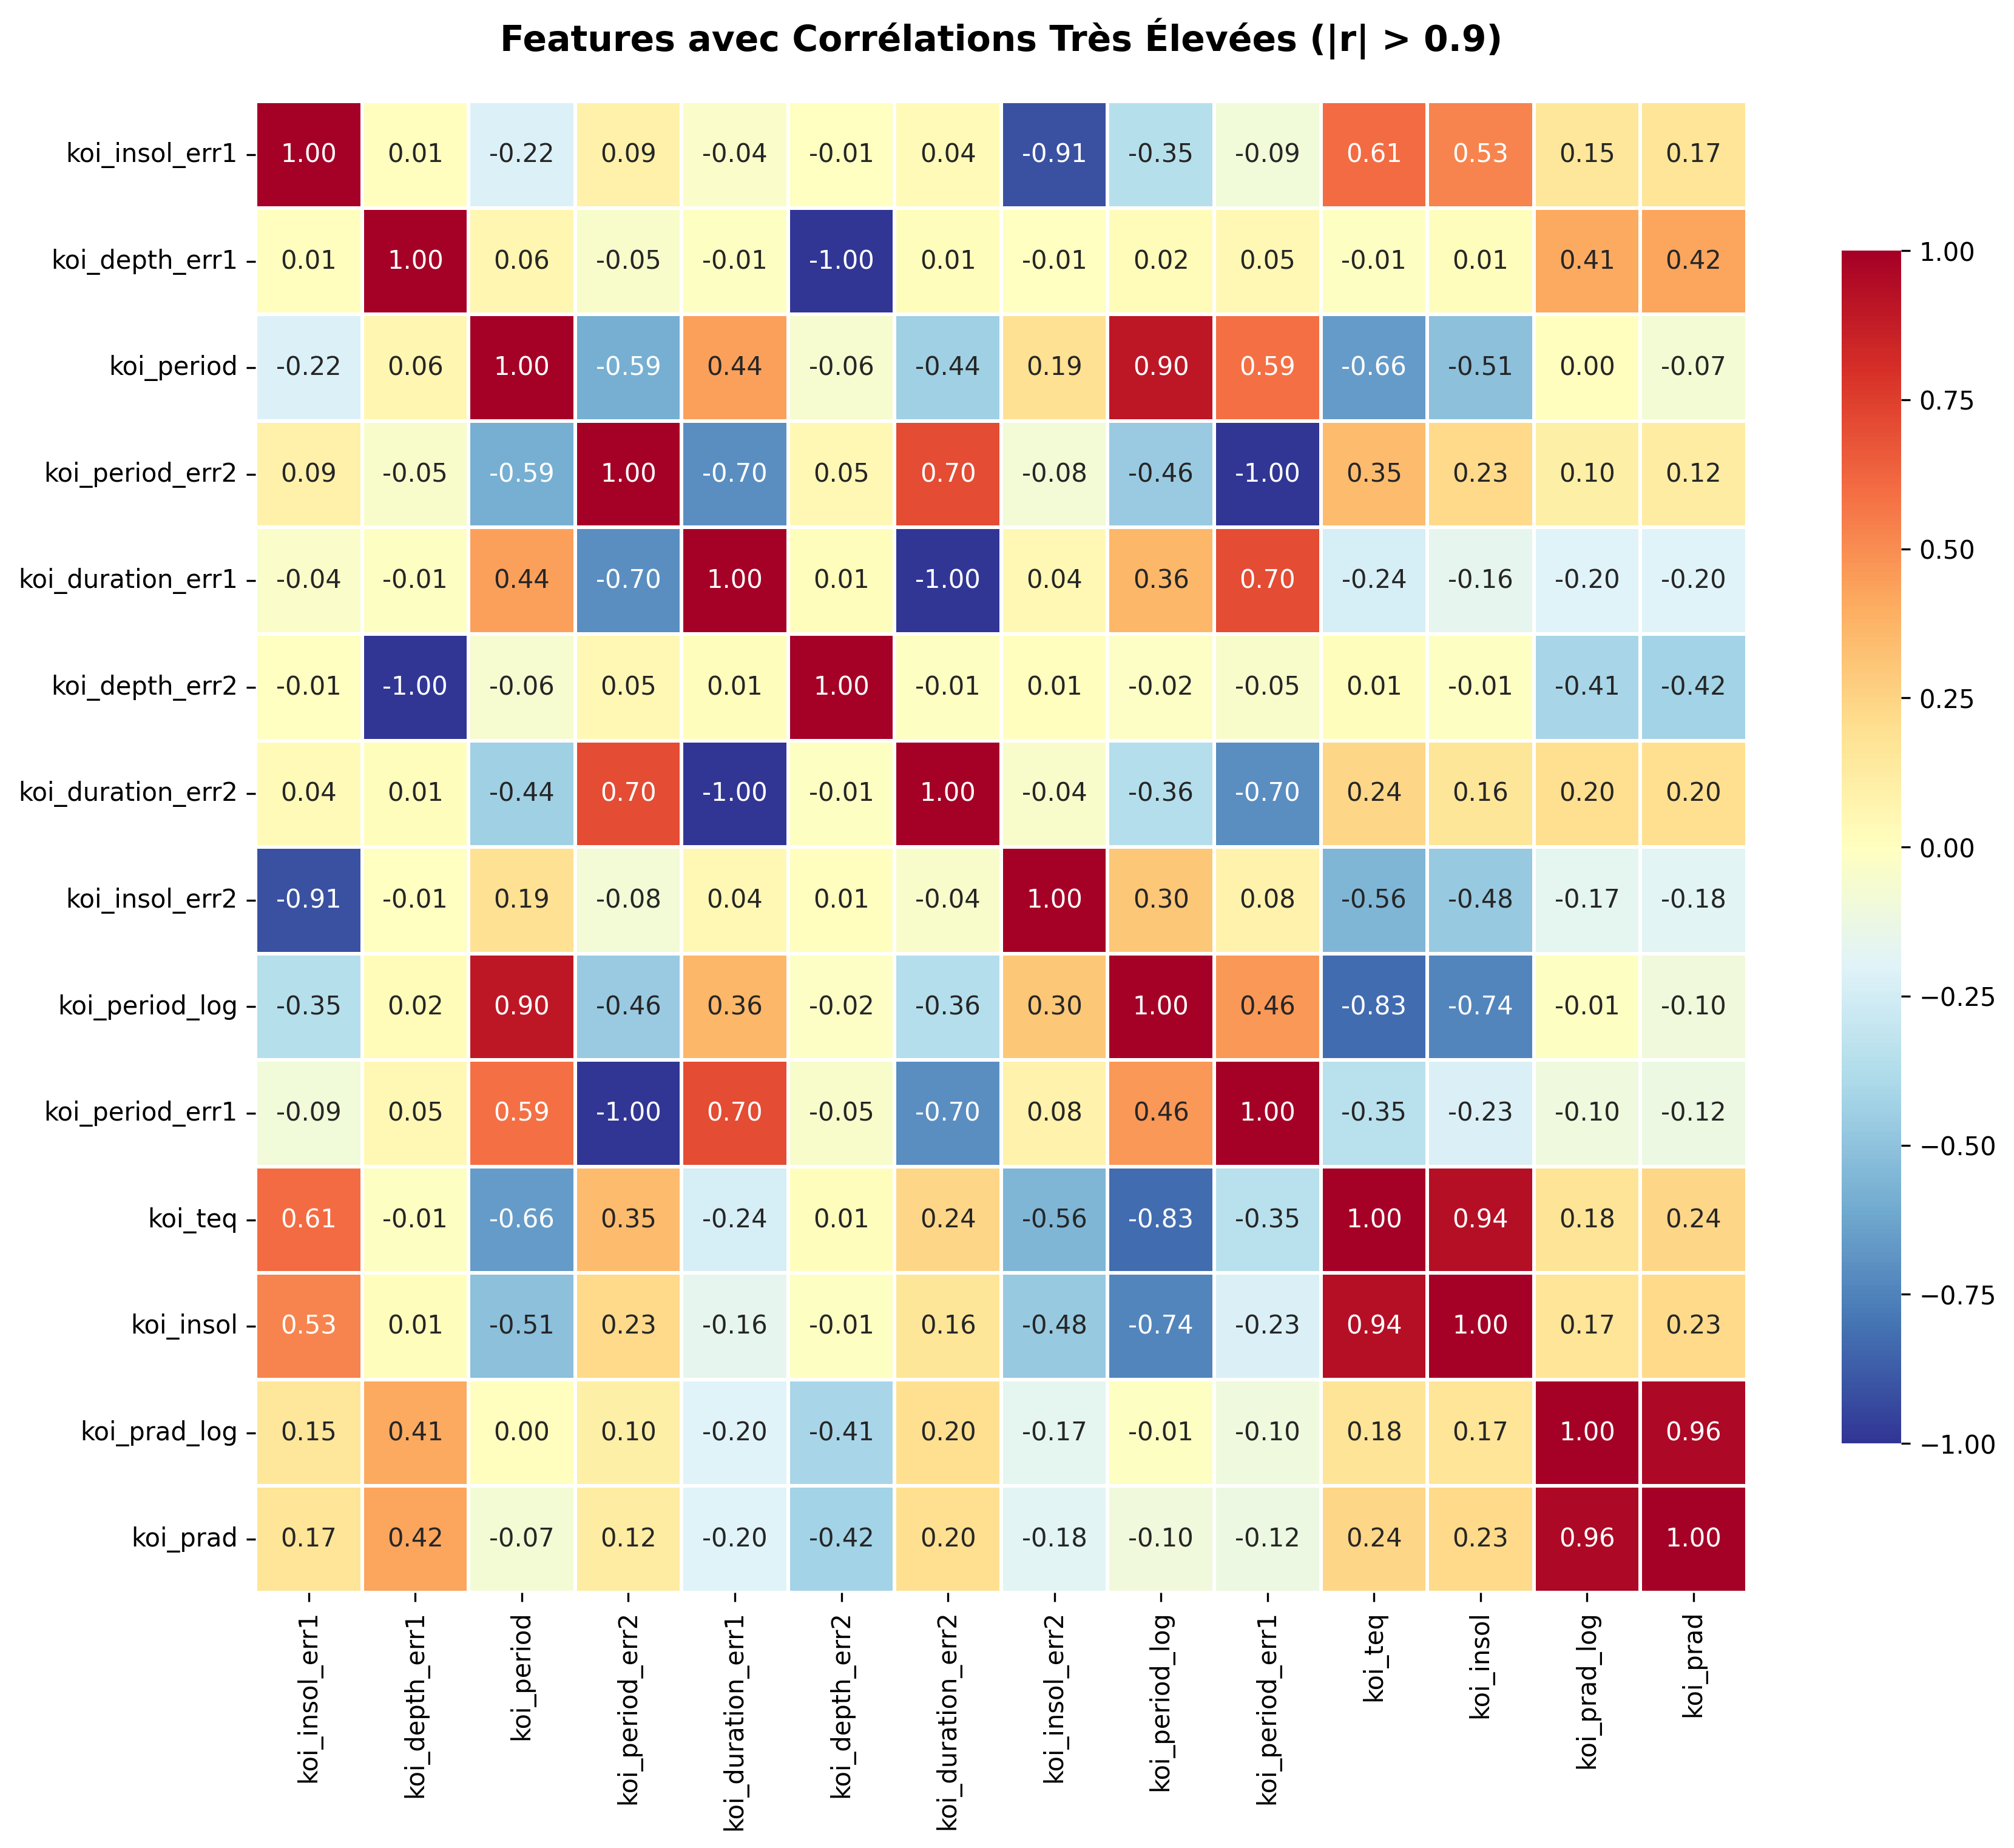 Features avec Corrélations Très Élevées (|r| > 0.9)
koi_insol_err1 1.00 0.01 -0.22 0.09 -0.04 -0.01 0.04 -0.91 -0.35 -0.09 0.61 0.53 0.15 0.17
koi_depth_err1 0.01 1.00 0.06 -0.05 -0.01 -1.00 0.01 -0.01 0.02 0.05 -0.01 0.01 0.41 0.42
koi_period -0.22 0.06 1.00 -0.59 0.44 -0.06 -0.44 0.19 0.90 0.59 -0.66 -0.51 0.00 -0.07
koi_period_err2 0.09 -0.05 -0.59 1.00 -0.70 0.05 0.70 -0.08 -0.46 -1.00 0.35 0.23 0.10 0.12
koi_duration_err1 -0.04 -0.01 0.44 -0.70 1.00 0.01 -1.00 0.04 0.36 0.70 -0.24 -0.16 -0.20 -0.20
koi_depth_err2 -0.01 -1.00 -0.06 0.05 0.01 1.00 -0.01 0.01 -0.02 -0.05 0.01 -0.01 -0.41 -0.42
koi_duration_err2 0.04 0.01 -0.44 0.70 -1.00 -0.01 1.00 -0.04 -0.36 -0.70 0.24 0.16 0.20 0.20
koi_insol_err2 -0.91 -0.01 0.19 -0.08 0.04 0.01 -0.04 1.00 0.30 0.08 -0.56 -0.48 -0.17 -0.18
koi_period_log -0.35 0.02 0.90 -0.46 0.36 -0.02 -0.36 0.30 1.00 0.46 -0.83 -0.74 -0.01 -0.10
koi_period_err1 -0.09 0.05 0.59 -1.00 0.70 -0.05 -0.70 0.08 0.46 1.00 -0.35 -0.23 -0.10 -0.12
koi_teq 0.61 -0.01 -0.66 0.35 -0.24 0.01 0.24 -0.56 -0.83 -0.35 1.00 0.94 0.18 0.24
koi_insol 0.53 0.01 -0.51 0.23 -0.16 -0.01 0.16 -0.48 -0.74 -0.23 0.94 1.00 0.17 0.23
koi_prad_log 0.15 0.41 0.00 0.10 -0.20 -0.41 0.20 -0.17 -0.01 -0.10 0.18 0.17 1.00 0.96
koi_prad 0.17 0.42 -0.07 0.12 -0.20 -0.42 0.20 -0.18 -0.10 -0.12 0.24 0.23 0.96 1.00
koi_insol_err1
koi_depth_err1
koi_period
koi_period_err2
koi_duration_err1
koi_depth_err2
koi_duration_err2
koi_insol_err2
koi_period_log
koi_period_err1
koi_teq
koi_insol
koi_prad_log
koi_prad
1.00
0.75
0.50
0.25
0.00
−0.25
−0.50
−0.75
−1.00